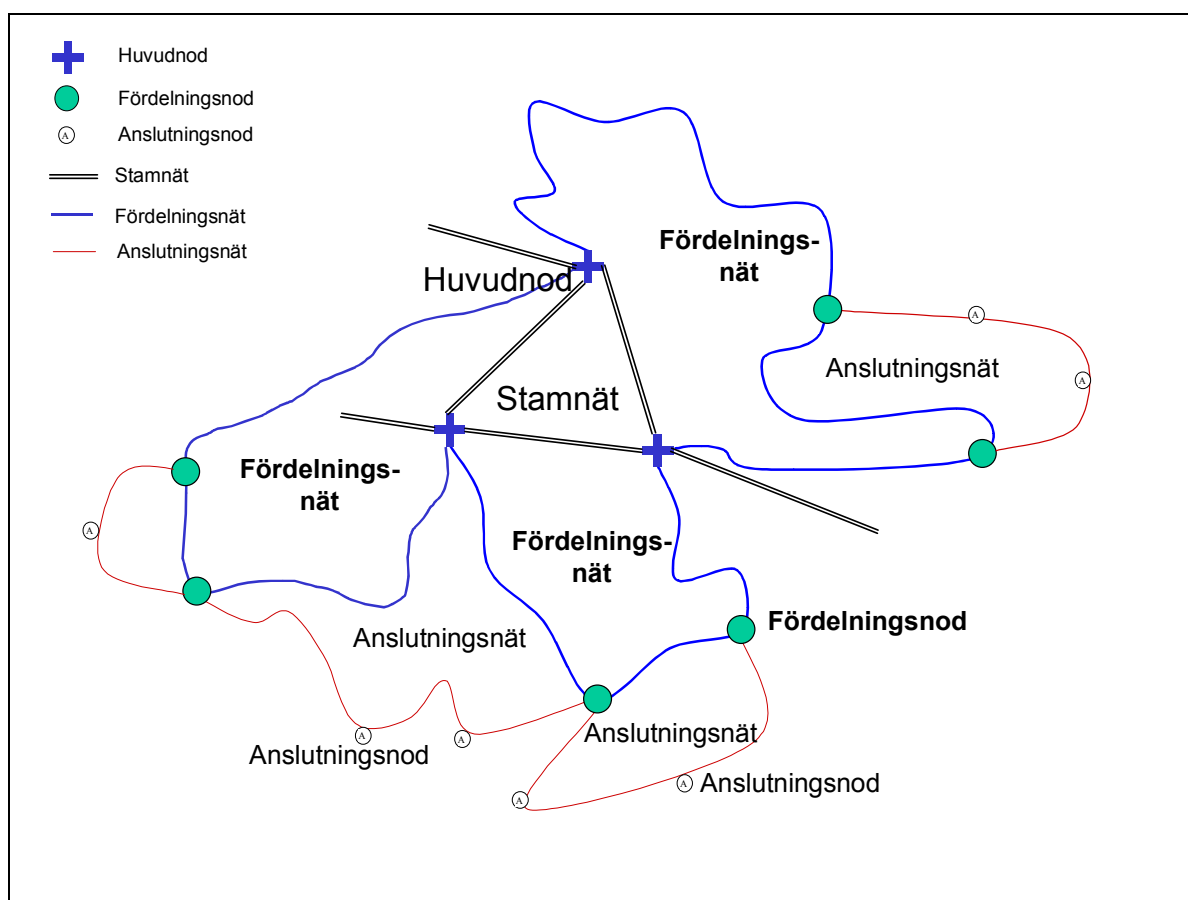 Huvudnod
Fördelningsnod
A Anslutningsnod
Stamnät
Fördelningsnät
Anslutningsnät
Fördelnings-
nät
Huvudnod
A
Anslutningsnät
A
Stamnät
Fördelnings-
nät
A
Fördelnings-
nät
Fördelningsnod
Anslutningsnät
A
A
Anslutningsnod
Anslutningsnät
A Anslutningsnod
A